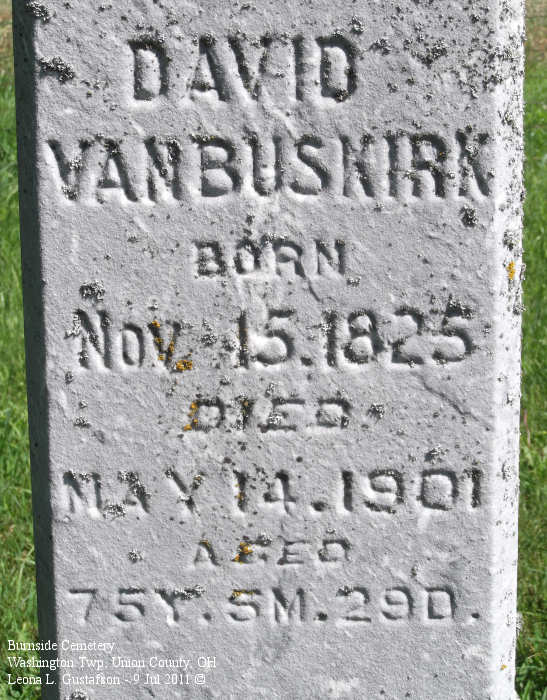 DAVID
VANBUSKIRK
BORN
Nov. 15. 1825
DIED
MAY 14. 1901
AGED
75Y. 5M. 29D.
Burnside Cemetery
Washington Twp, Union County, OH
Leona L. Gustafson - 9 Jul 2011 ©